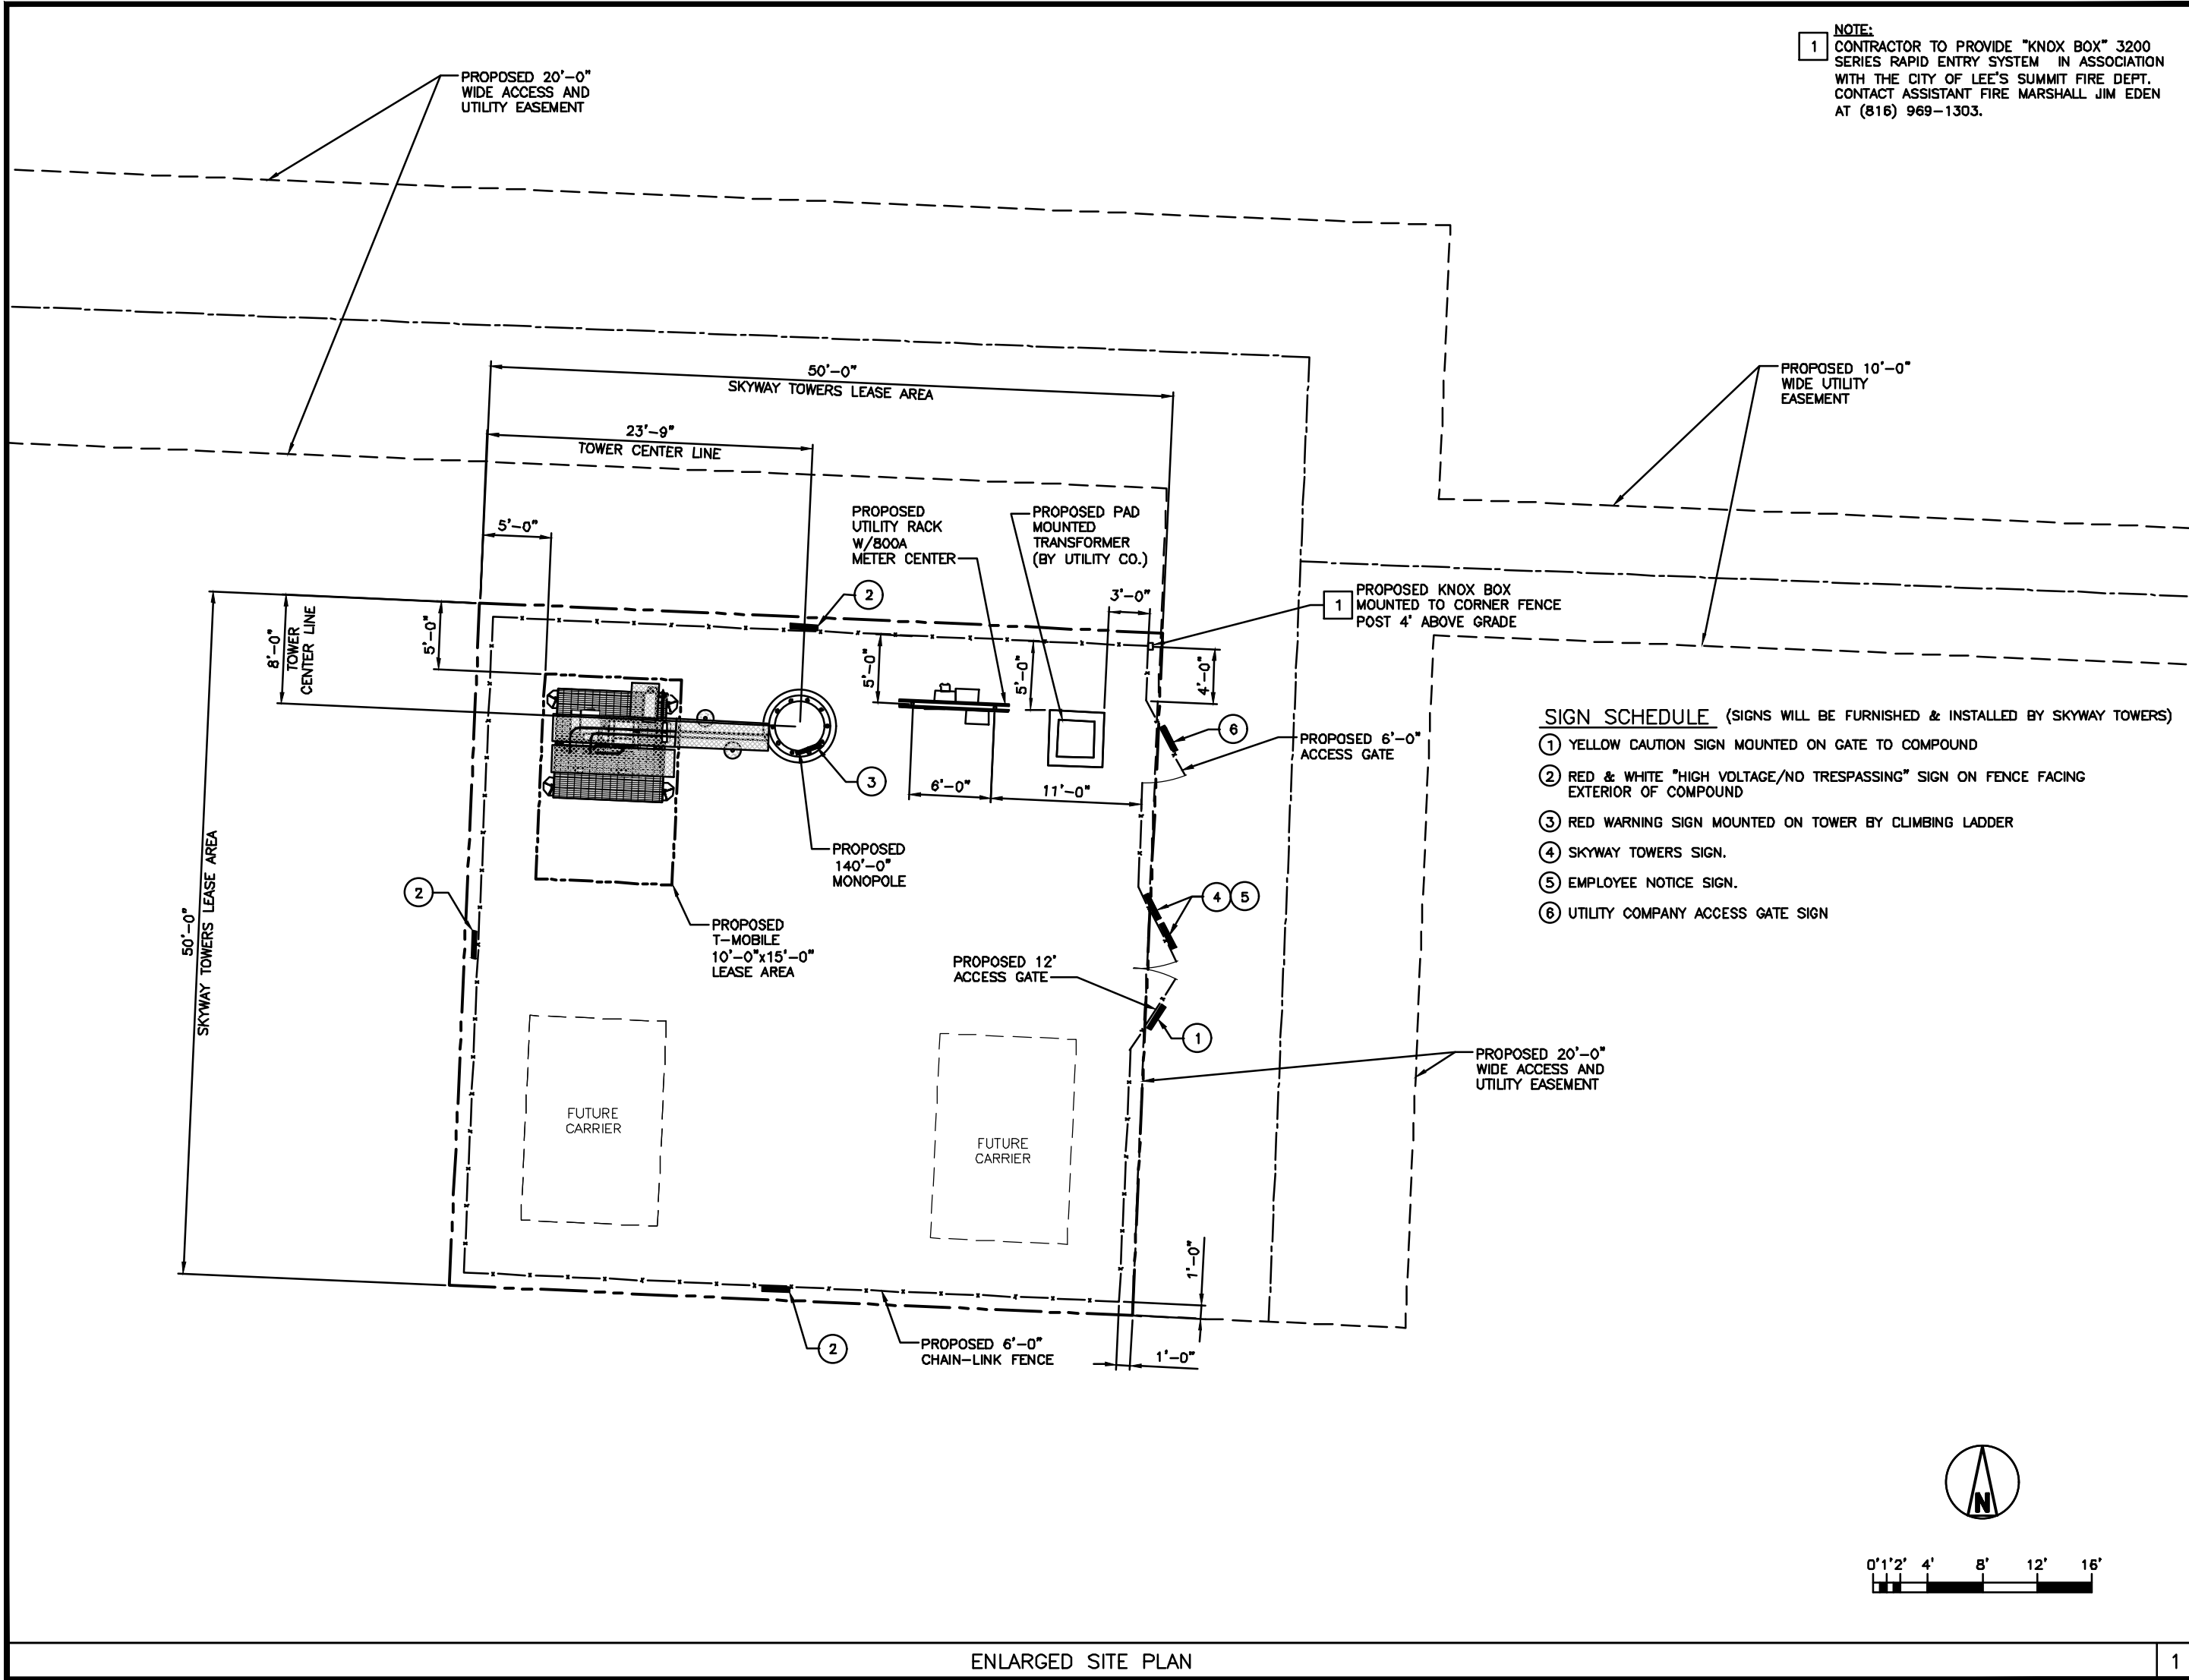 NOTE:
1
CONTRACTOR TO PROVIDE "KNOX BOX" 3200
SERIES RAPID ENTRY SYSTEM IN ASSOCIATION
WITH THE CITY OF LEE'S SUMMIT FIRE DEPT.
CONTACT ASSISTANT FIRE MARSHALL JIM EDEN
AT (816) 969-1303.
PROPOSED 20'-0"
WIDE ACCESS AND
UTILITY EASEMENT
50'-0"
SKYWAY TOWERS LEASE AREA
PROPOSED 10'-0"
WIDE UTILITY
EASEMENT
23'-9"
TOWER CENTER LINE
5'-0"
PROPOSED
UTILITY RACK
W/800A
METER CENTER
PROPOSED PAD
MOUNTED
TRANSFORMER
(BY UTILITY CO.)
3'-0"
2
1
PROPOSED KNOX BOX
MOUNTED TO CORNER FENCE
POST 4' ABOVE GRADE
8'-0"
TOWER
CENTER LINE
5'-0"
5'-0"
5'-0"
4'-0"
6
PROPOSED 6'-0"
ACCESS GATE
3
6'-0"
11'-0"
PROPOSED
140'-0"
MONOPOLE
SIGN SCHEDULE (SIGNS WILL BE FURNISHED & INSTALLED BY SKYWAY TOWERS)
1 YELLOW CAUTION SIGN MOUNTED ON GATE TO COMPOUND
2 RED & WHITE "HIGH VOLTAGE/NO TRESPASSING" SIGN ON FENCE FACING
EXTERIOR OF COMPOUND
3 RED WARNING SIGN MOUNTED ON TOWER BY CLIMBING LADDER
4 SKYWAY TOWERS SIGN.
5 EMPLOYEE NOTICE SIGN.
6 UTILITY COMPANY ACCESS GATE SIGN
50'-0"
SKYWAY TOWERS LEASE AREA
2
4 5
PROPOSED
T-MOBILE
10'-0"x15'-0"
LEASE AREA
PROPOSED 12'
ACCESS GATE
1
PROPOSED 20'-0"
WIDE ACCESS AND
UTILITY EASEMENT
FUTURE
CARRIER
FUTURE
CARRIER
1'-0"
2
PROPOSED 6'-0"
CHAIN-LINK FENCE
1'-0"
N
0' 1' 2' 4' 8' 12' 16'
ENLARGED SITE PLAN
1